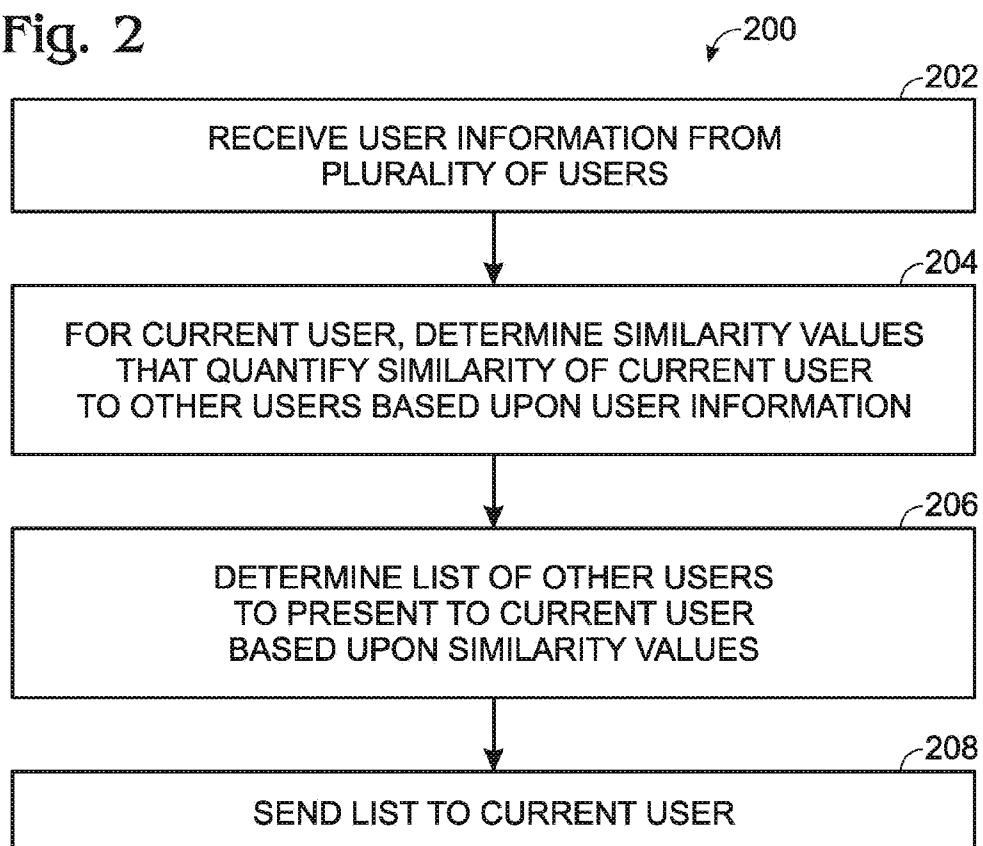 Fig. 2
200
202
RECEIVE USER INFORMATION FROM
PLURALITY OF USERS
204
FOR CURRENT USER, DETERMINE SIMILARITY VALUES
THAT QUANTIFY SIMILARITY OF CURRENT USER
TO OTHER USERS BASED UPON USER INFORMATION
206
DETERMINE LIST OF OTHER USERS
TO PRESENT TO CURRENT USER
BASED UPON SIMILARITY VALUES
208
SEND LIST TO CURRENT USER